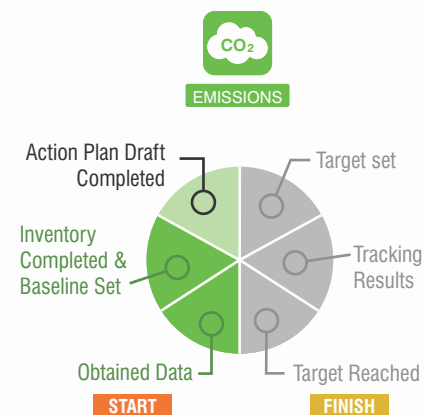 CO₂
EMISSIONS
Action Plan Draft
Completed
Target set
Inventory
Completed &
Baseline Set
Tracking
Results
Obtained Data
Target Reached
START
FINISH